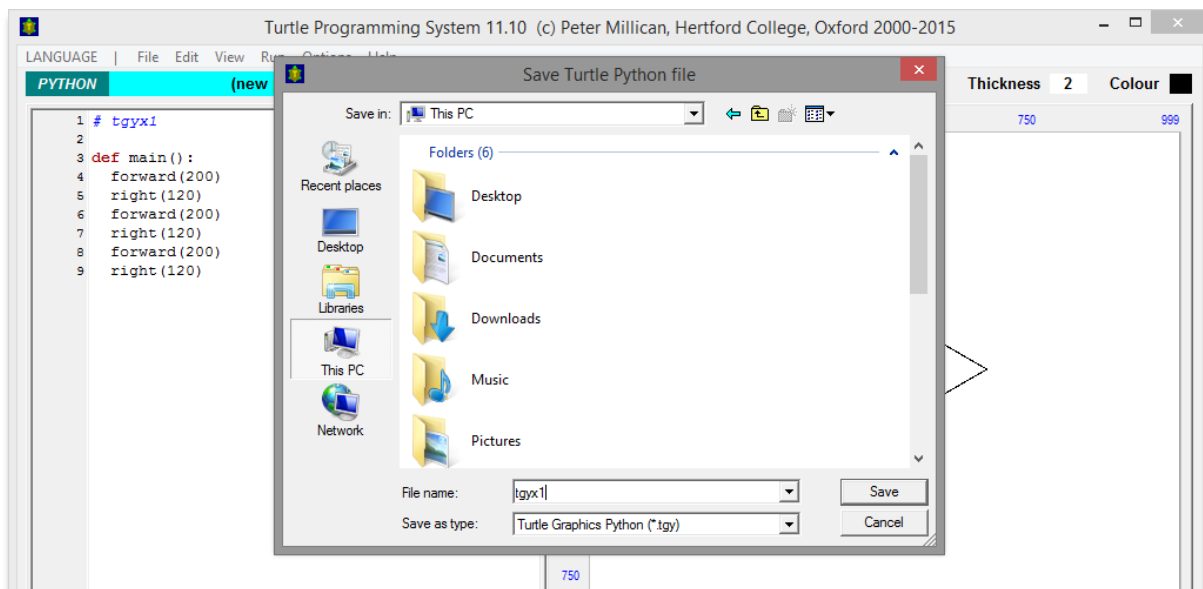 Turtle Programming System 11.10 (c) Peter Millican, Hertford College, Oxford 2000-2015
LANGUAGE | File Edit View Run Options Help
PYTHON (new
Thickness 2 Colour
750 999
1 # tgyx1
2
3 def main():
4 forward(200)
5 right(120)
6 forward(200)
7 right(120)
8 forward(200)
9 right(120)
Save Turtle Python file
Save in: This PC
Recent places
Desktop
Libraries
This PC
Network
Folders (6)
Desktop
Documents
Downloads
Music
Pictures
File name: tgyx1
Save
Save as type: Turtle Graphics Python (*.tgy)
Cancel
750